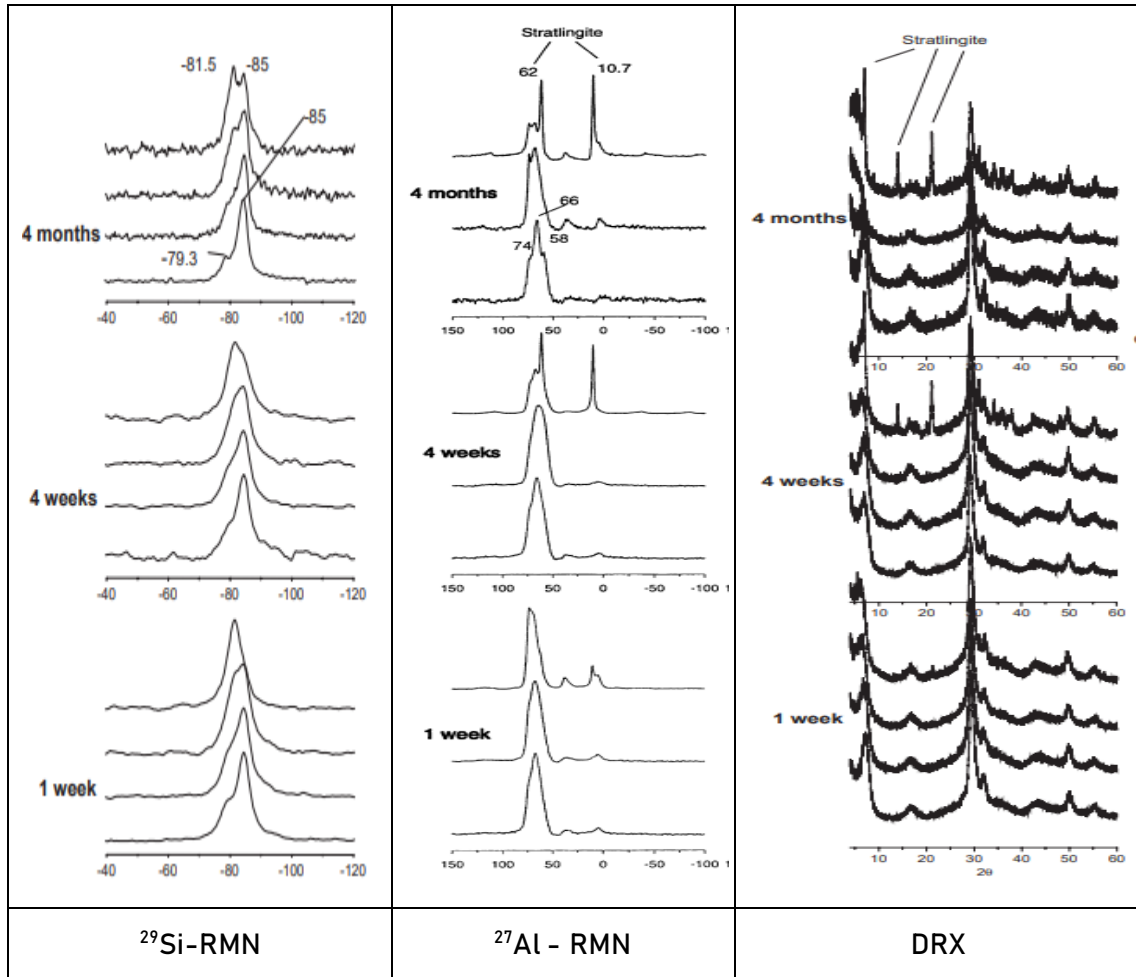 -81.5 -85
-85
4 months
-79.3
-40 -60 -80 -100 -120
4 weeks
-40 -60 -80 -100 -120
1 week
-40 -60 -80 -100 -120
Stratlingite
62 10.7
4 months
66
74 58
150 100 50 0 -50 -100 1
4 weeks
150 100 50 0 -50 -100 1
1 week
150 100 50 0 -50 -100 1
Stratlingite
4 months
10 20 30 40 50 60
4 weeks
10 20 30 40 50 60
1 week
10 20 30 40 50 60
2θ
²⁹Si-RMN
²⁷Al - RMN
DRX